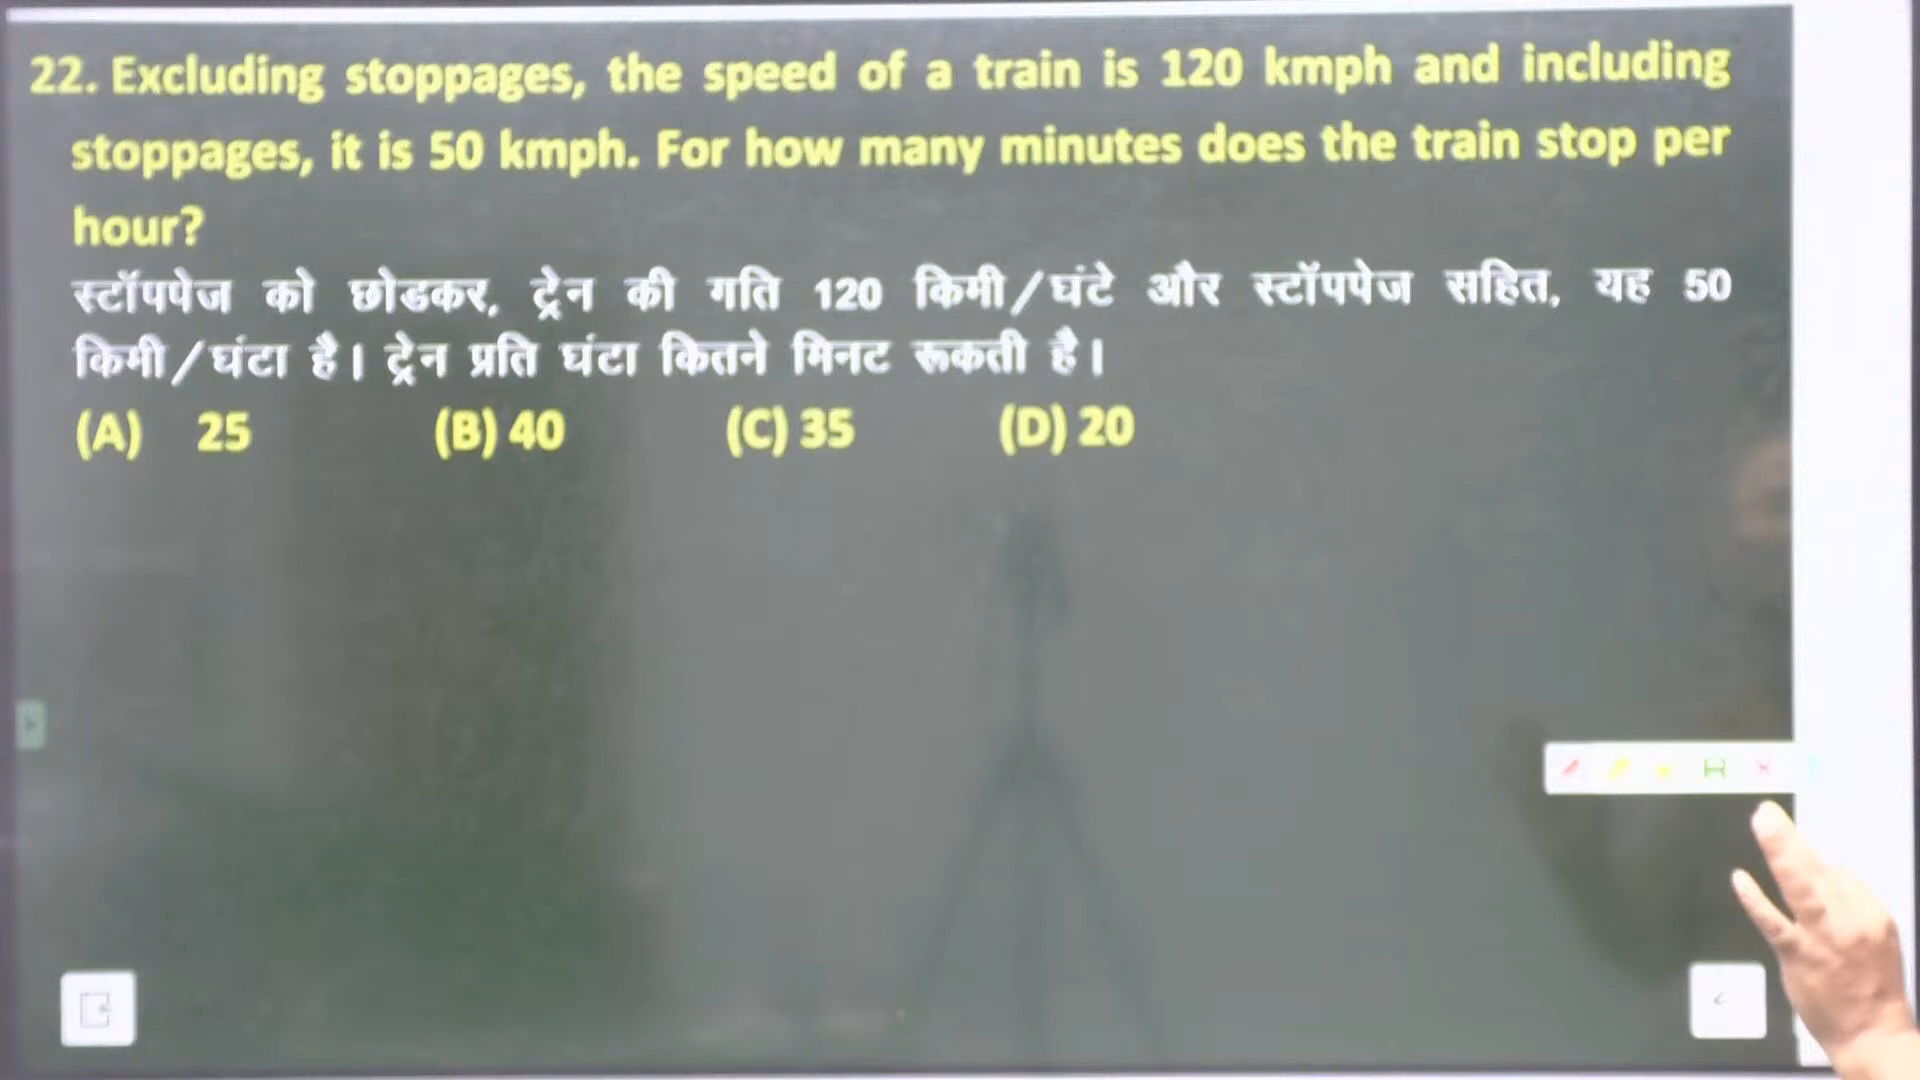 22. Excluding stoppages, the speed of a train is 120 kmph and including
stoppages, it is 50 kmph. For how many minutes does the train stop per
hour?
स्टॉपपेज को छोडकर, ट्रेन की गति 120 किमी/घंटे और स्टॉपपेज सहित, यह 50
किमी/घंटा है। ट्रेन प्रति घंटा कितने मिनट रूकती है।
(A) 25 (B) 40 (C) 35 (D) 20